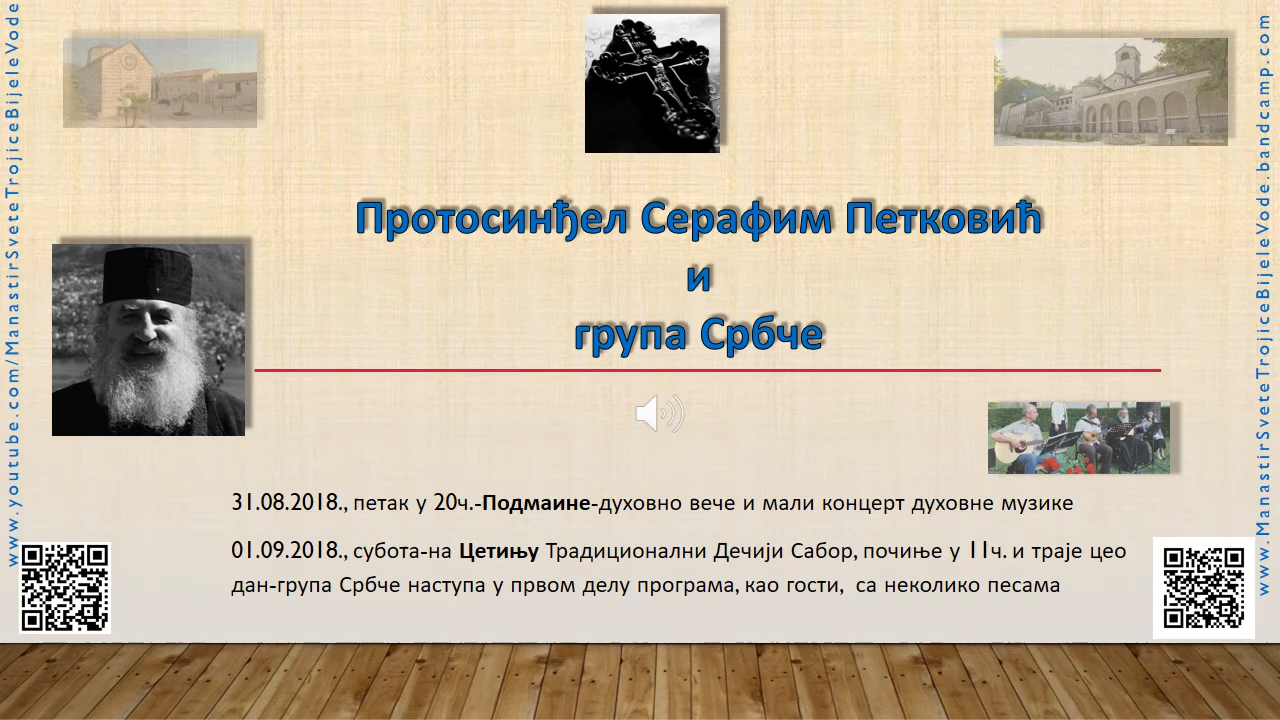 Протосинђел Серафим Петковић
и
група Србче
31.08.2018., петак у 20ч.-Подмаине-духовно вече и мали концерт духовне музике
01.09.2018., субота-на Цетињу Традиционални Дечији Сабор, почиње у 11ч. и траје цео
дан-група Србче наступа у првом делу програма, као гости, са неколико песама
www.youtube.com/ManastirSveteTrojiceBijeleVode
www.ManastirSveteTrojiceBijeleVode.bandcamp.com